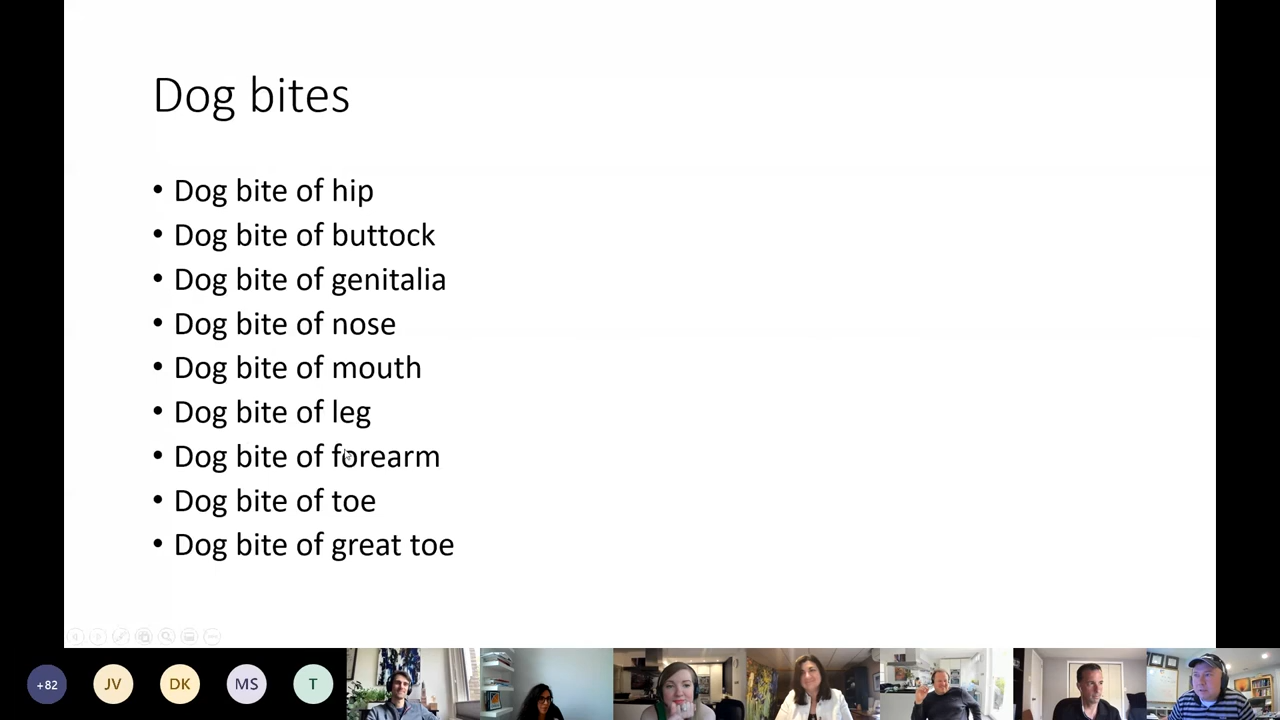 Dog bites
• Dog bite of hip
• Dog bite of buttock
• Dog bite of genitalia
• Dog bite of nose
• Dog bite of mouth
• Dog bite of leg
• Dog bite of forearm
• Dog bite of toe
• Dog bite of great toe
+82 JV DK MS T